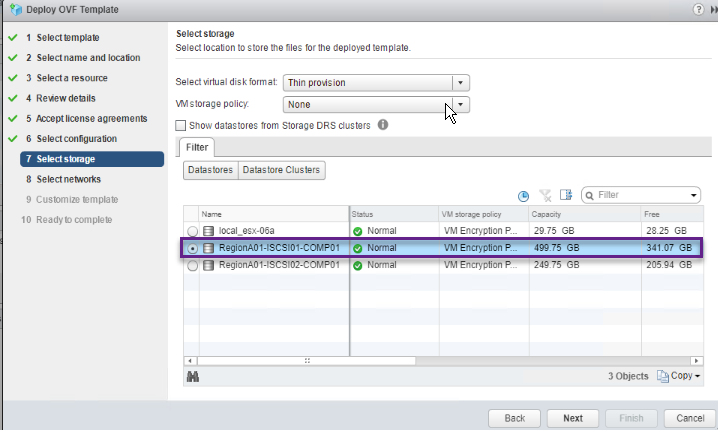 Deploy OVF Template
1 Select template
2 Select name and location
3 Select a resource
4 Review details
5 Accept license agreements
6 Select configuration
7 Select storage
8 Select networks
9 Customize template
10 Ready to complete
Select storage
Select location to store the files for the deployed template.
Select virtual disk format: Thin provision
VM storage policy: None
Show datastores from Storage DRS clusters
Filter
Datastores Datastore Clusters
Filter
Name Status VM storage policy Capacity Free
local_esx-06a Normal VM Encryption P... 29.75 GB 28.25 GB
RegionA01-ISCSI01-COMP01 Normal VM Encryption P... 499.75 GB 341.07 GB
RegionA01-ISCSI02-COMP01 Normal VM Encryption P... 249.75 GB 205.94 GB
3 Objects Copy
Back Next Finish Cancel